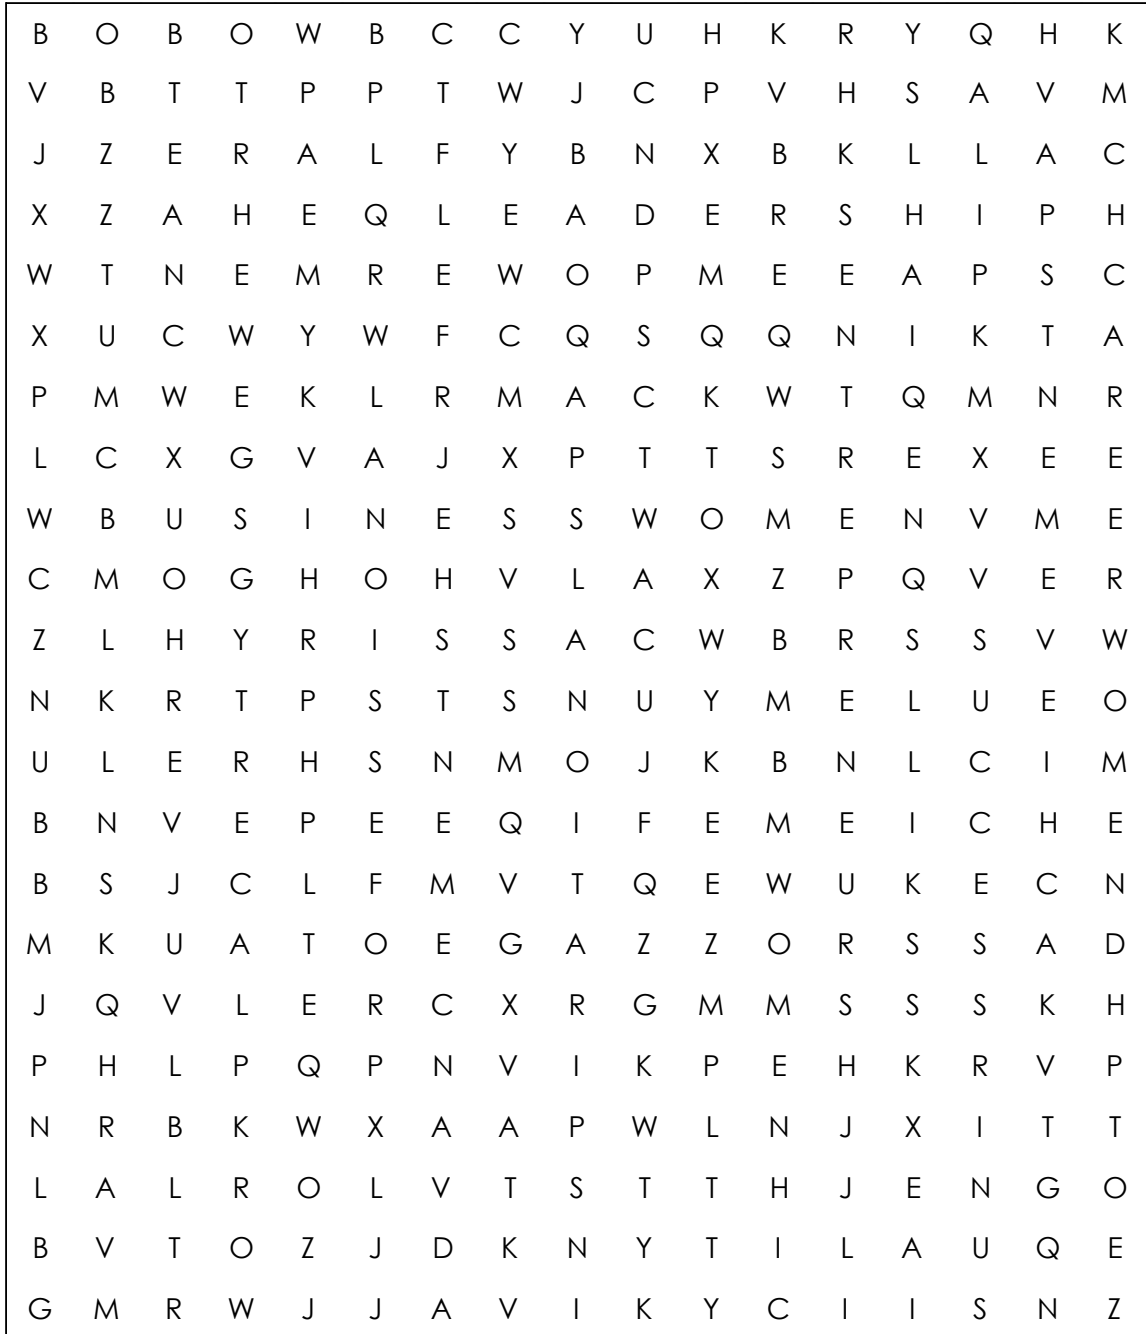 B O B O W B C C Y U H K R Y Q H K
V B T T P P T W J C P V H S A V M
J Z E R A L F Y B N X B K L L A C
X Z A H E Q L E A D E R S H I P H
W T N E M R E W O P M E E A P S C
X U C W Y W F C Q S Q Q N I K T A
P M W E K L R M A C K W T Q M N R
L C X G V A J X P T T S R E X E E
W B U S I N E S S W O M E N V M E
C M O G H O H V L A X Z P Q V E R
Z L H Y R I S S A C W B R S S V W
N K R T P S T S N U Y M E L U E O
U L E R H S N M O J K B N L C I M
B N V E P E E Q I F E M E I C H E
B S J C L F M V T Q E W U K E C N
M K U A T O E G A Z Z O R S S A D
J Q V L E R C X R G M M S S S K H
P H L P Q P N V I K P E H K R V P
N R B K W X A A P W L N J X I T T
L A L R O L V T S T T H J E N G O
B V T O Z J D K N Y T I L A U Q E
G M R W J J A V I K Y C I I S N Z